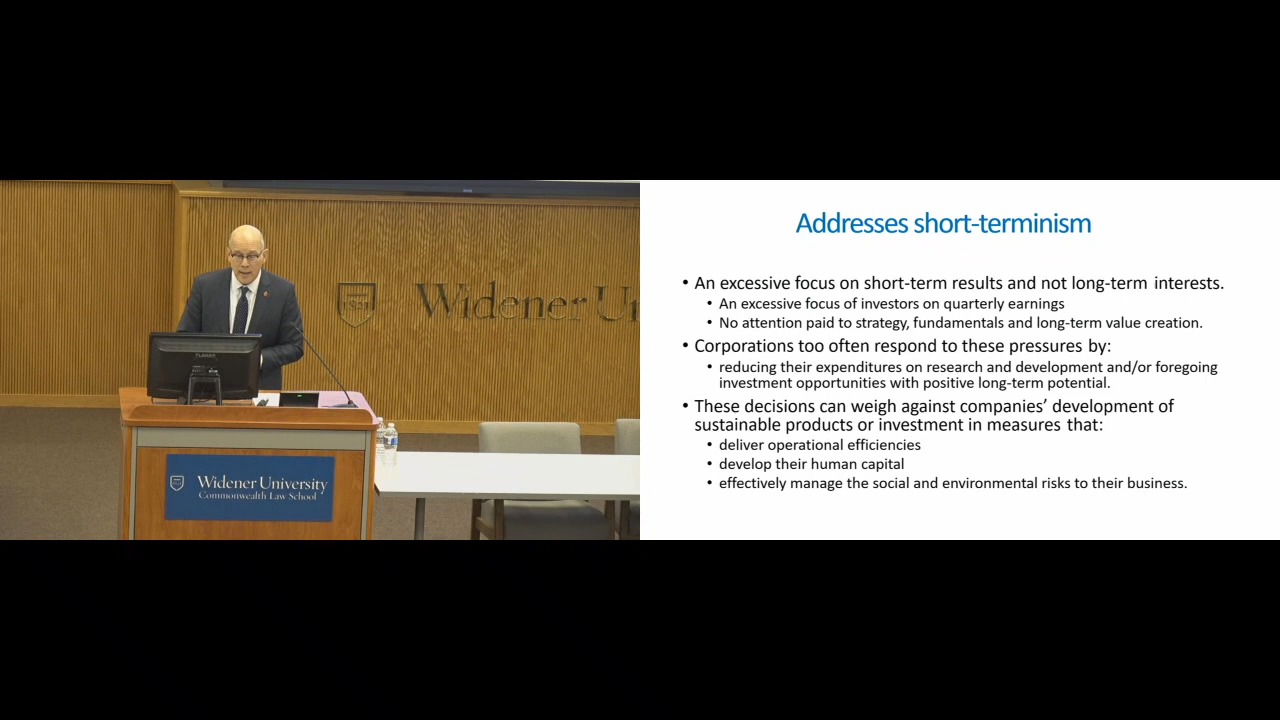 Widener U
Widener University
Commonwealth Law School
Addresses short-terminism
• An excessive focus on short-term results and not long-term interests.
• An excessive focus of investors on quarterly earnings
• No attention paid to strategy, fundamentals and long-term value creation.
• Corporations too often respond to these pressures by:
• reducing their expenditures on research and development and/or foregoing
investment opportunities with positive long-term potential.
• These decisions can weigh against companies’ development of
sustainable products or investment in measures that:
• deliver operational efficiencies
• develop their human capital
• effectively manage the social and environmental risks to their business.